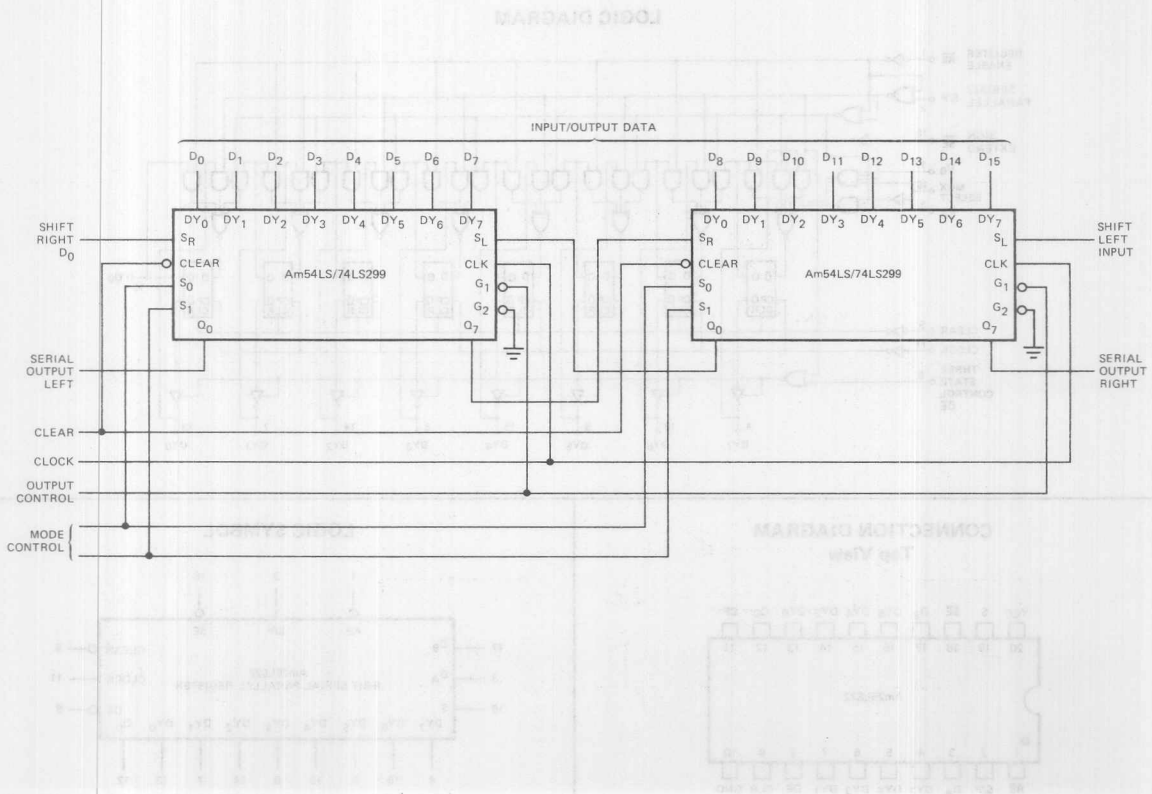 INPUT/OUTPUT DATA
D0 D1 D2 D3 D4 D5 D6 D7
D8 D9 D10 D11 D12 D13 D14 D15
DY0 DY1 DY2 DY3 DY4 DY5 DY6 DY7
SR
SL
CLEAR
CLK
Am54LS/74LS299
S0
G1
S1
G2
Q0
Q7
DY0 DY1 DY2 DY3 DY4 DY5 DY6 DY7
SR
SL
CLEAR
CLK
Am54LS/74LS299
S0
G1
S1
G2
Q0
Q7
SHIFT
RIGHT
D0
SHIFT
LEFT
INPUT
SERIAL
OUTPUT
LEFT
SERIAL
OUTPUT
RIGHT
CLEAR
CLOCK
OUTPUT
CONTROL
MODE
CONTROL
LOGIC DIAGRAM
LOGIC SYMBOL
CONNECTION DIAGRAM
Top View